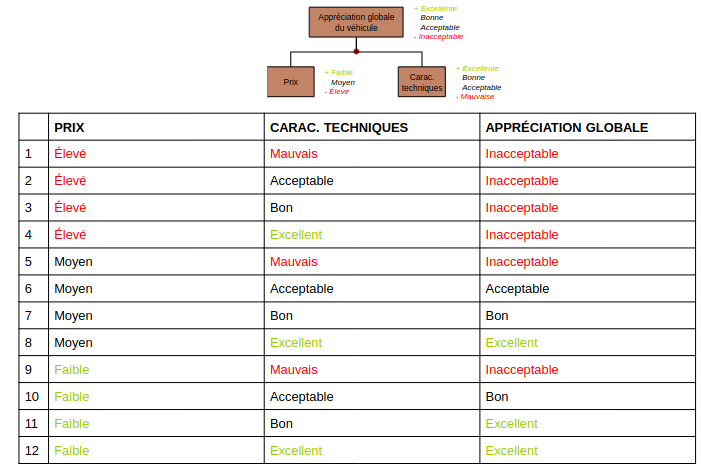 Appréciation globale
du véhicule
+ Excellente
Bonne
Acceptable
- Inacceptable
Prix
+ Faible
Moyen
- Élevé
Carac.
techniques
+ Excellente
Bonne
Acceptable
- Mauvaise
PRIX CARAC. TECHNIQUES APPRÉCIATION GLOBALE
1 Élevé Mauvais Inacceptable
2 Élevé Acceptable Inacceptable
3 Élevé Bon Inacceptable
4 Élevé Excellent Inacceptable
5 Moyen Mauvais Inacceptable
6 Moyen Acceptable Acceptable
7 Moyen Bon Bon
8 Moyen Excellent Excellent
9 Faible Mauvais Inacceptable
10 Faible Acceptable Bon
11 Faible Bon Excellent
12 Faible Excellent Excellent